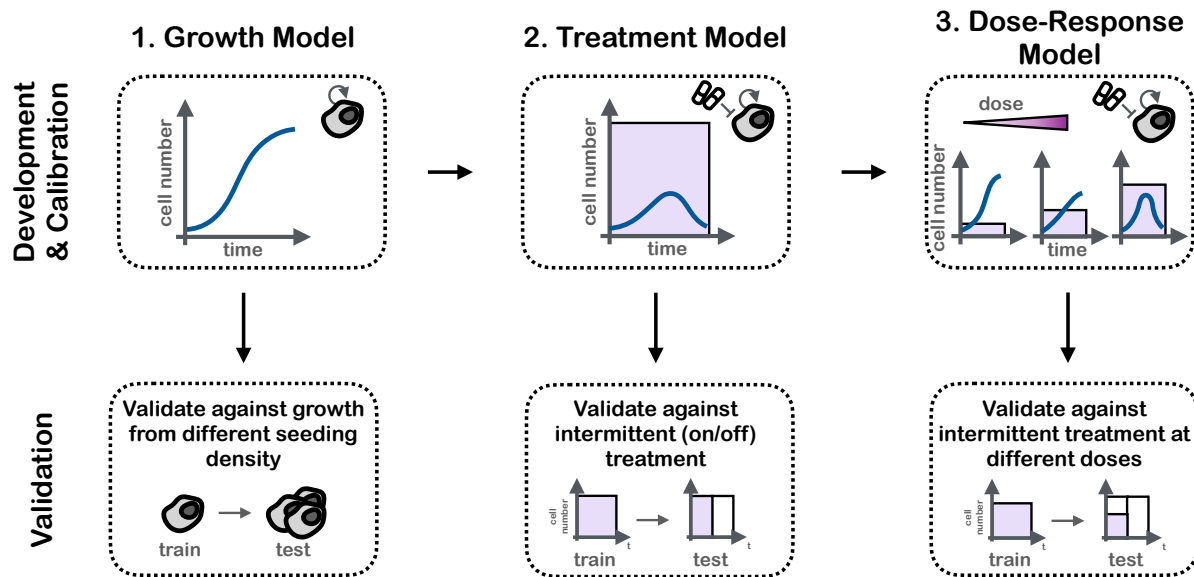 1. Growth Model
2. Treatment Model
3. Dose-Response
Model
Development
& Calibration
cell number
time
cell number
time
dose
cell number
time
Validation
Validate against growth
from different seeding
density
train
test
Validate against
intermittent (on/off)
treatment
cell
number
t
train
t
test
Validate against
intermittent treatment at
different doses
cell
number
t
train
t
test